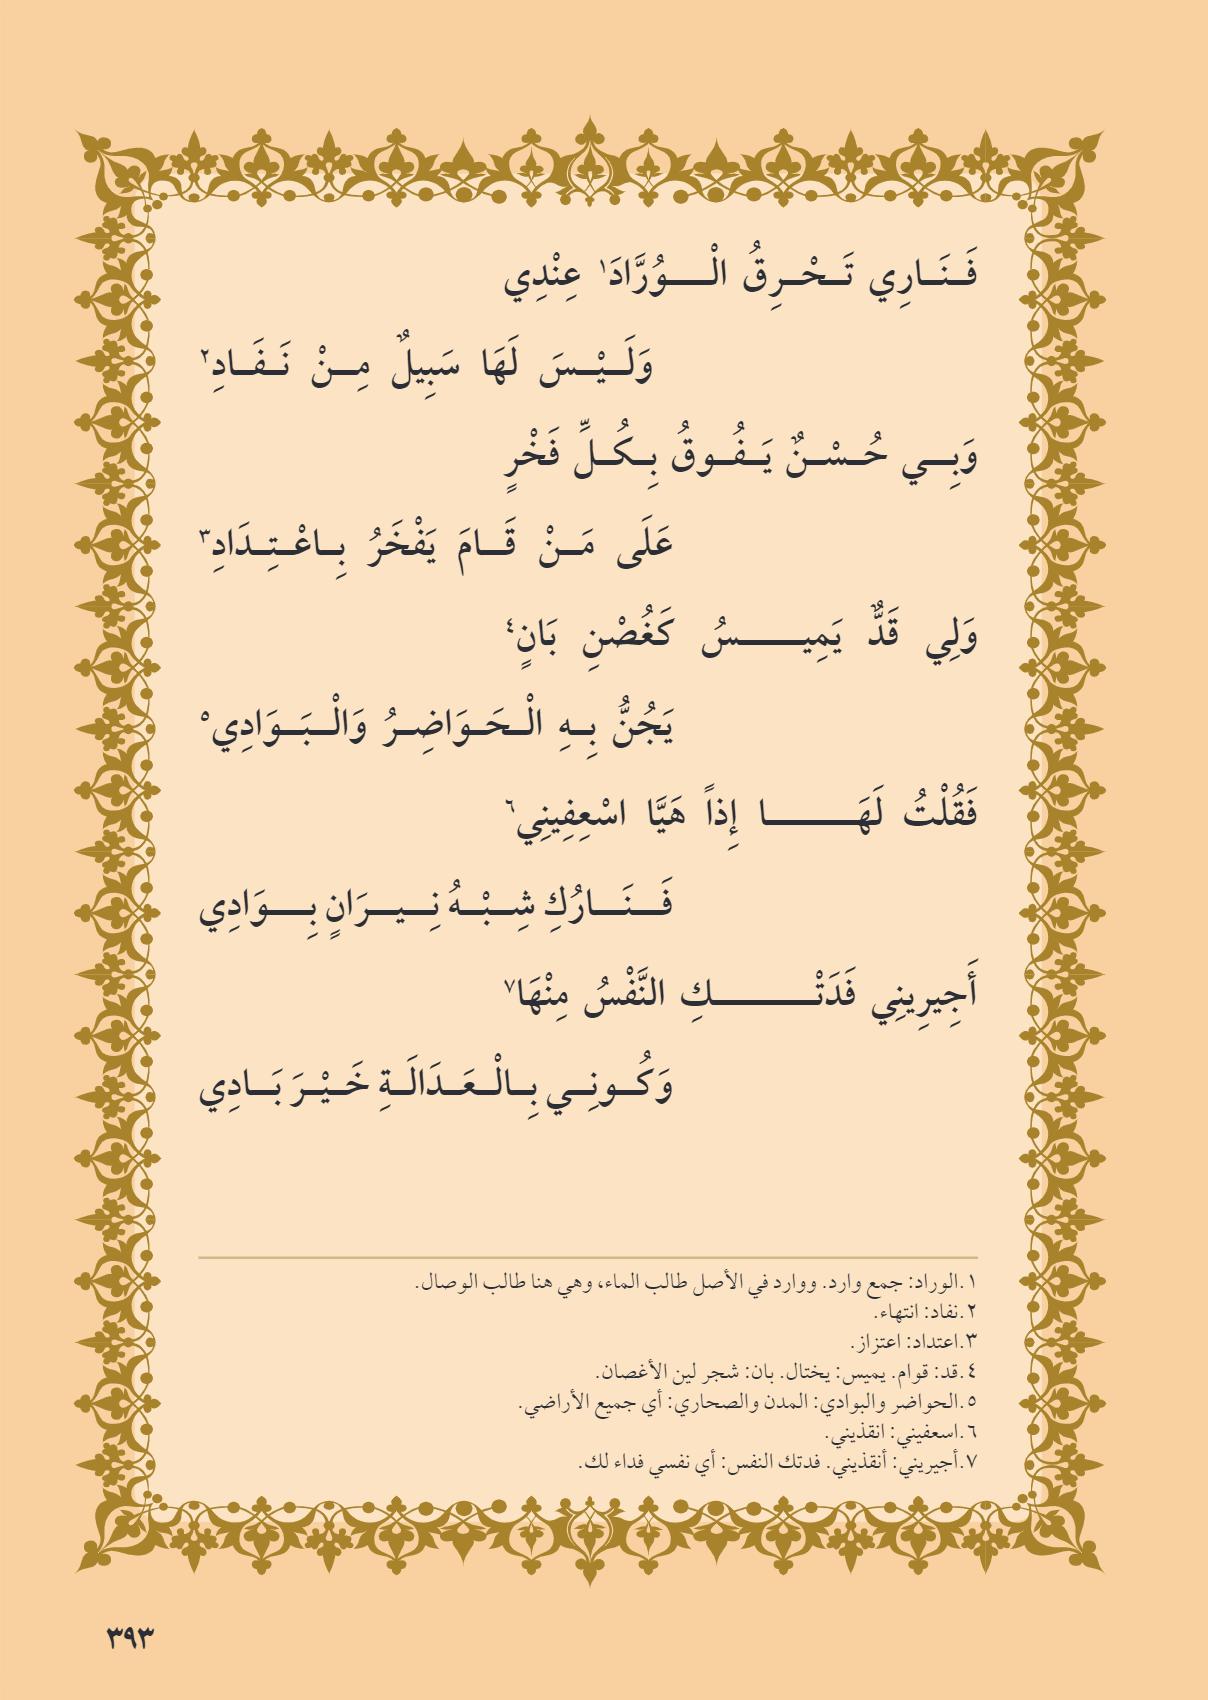 فَنَارِي تَحْرِقُ الْوُرَّادَ١ عِنْدِي
وَلَيْسَ لَهَا سَبِيلٌ مِنْ نَفَادِ٢
وَبِي حُسْنٌ يَفُوقُ بِكُلِّ فَخْرٍ
عَلَى مَنْ قَامَ يَفْخَرُ بِاعْتِدَادِ٣
وَلِي قَدٌّ يَمِيسُ كَغُصْنِ بَانٍ٤
يَجُنُّ بِهِ الْحَوَاضِرُ وَالْبَوَادِي٥
فَقُلْتُ لَهَا إِذاً هَيَّا اسْعِفِينِي٦
فَنَارُكِ شِبْهُ نِيرَانٍ بِوَادِي
أَجِيرِينِي فَدَتْكِ النَّفْسُ مِنْهَا٧
وَكُونِي بِالْعَدَالَةِ خَيْرَ بَادِي
١.الوراد: جمع وارد. ووارد في الأصل طالب الماء، وهي هنا طالب الوصال.
٢.نفاد: انتهاء.
٣.اعتداد: اعتزاز.
٤.قد: قوام. يميس: يختال. بان: شجر لين الأغصان.
٥.الحواضر والبوادي: المدن والصحاري: أي جميع الأراضي.
٦.اسعفيني: انقذيني.
٧.أجيريني: أنقذيني. فدتك النفس: أي نفسي فداء لك.
٣٩٣